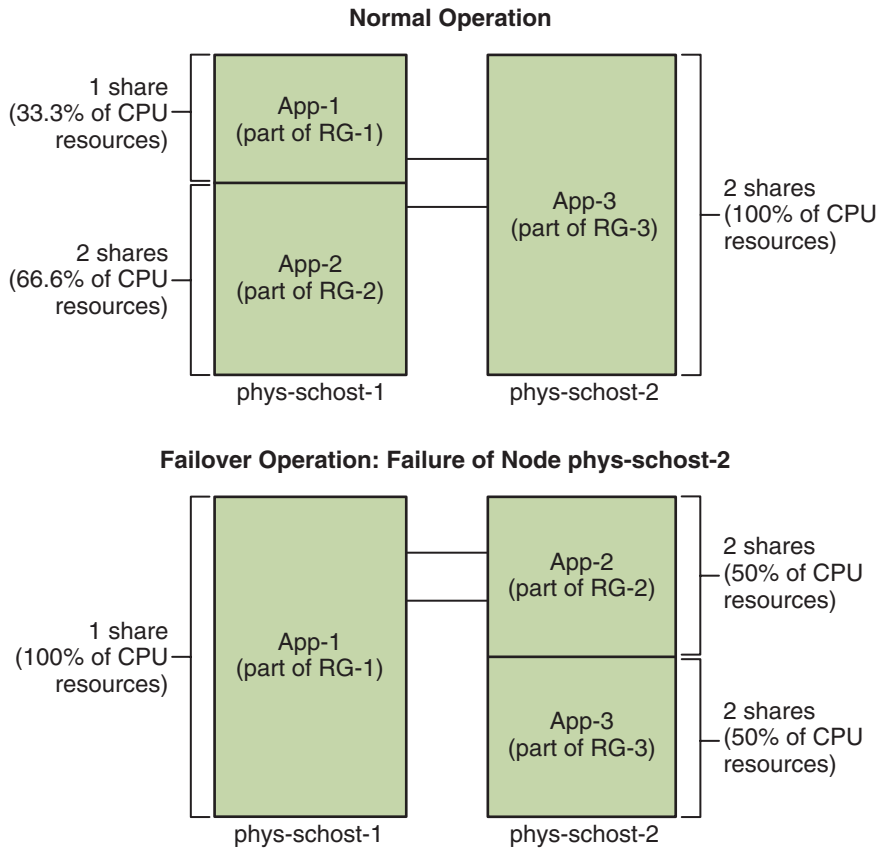 Normal Operation
1 share
(33.3% of CPU
resources)
2 shares
(66.6% of CPU
resources)
App-1
(part of RG-1)
App-2
(part of RG-2)
phys-schost-1
App-3
(part of RG-3)
phys-schost-2
2 shares
(100% of CPU
resources)
Failover Operation: Failure of Node phys-schost-2
1 share
(100% of CPU
resources)
App-1
(part of RG-1)
phys-schost-1
App-2
(part of RG-2)
App-3
(part of RG-3)
phys-schost-2
2 shares
(50% of CPU
resources)
2 shares
(50% of CPU
resources)